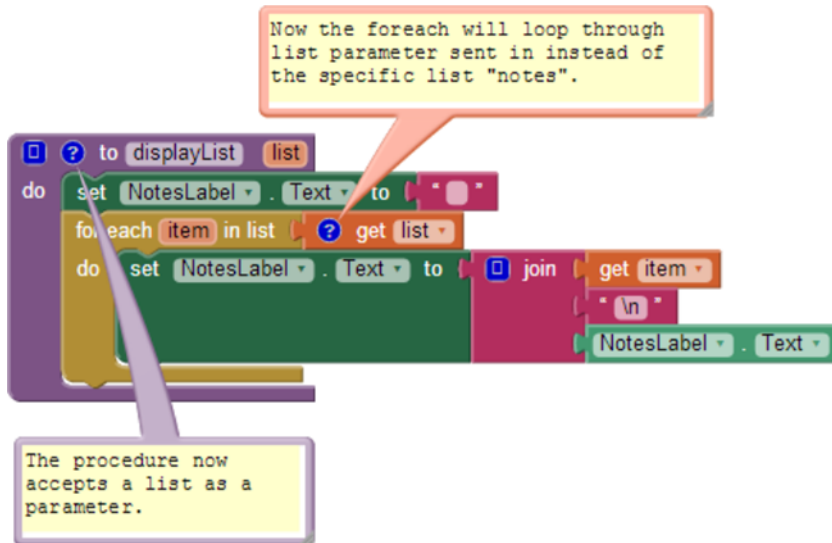 Now the foreach will loop through
list parameter sent in instead of
the specific list "notes".
? to displayList list
do set NotesLabel . Text to " "
for each item in list ? get list
do set NotesLabel . Text to join get item
" \n "
NotesLabel . Text
The procedure now
accepts a list as a
parameter.